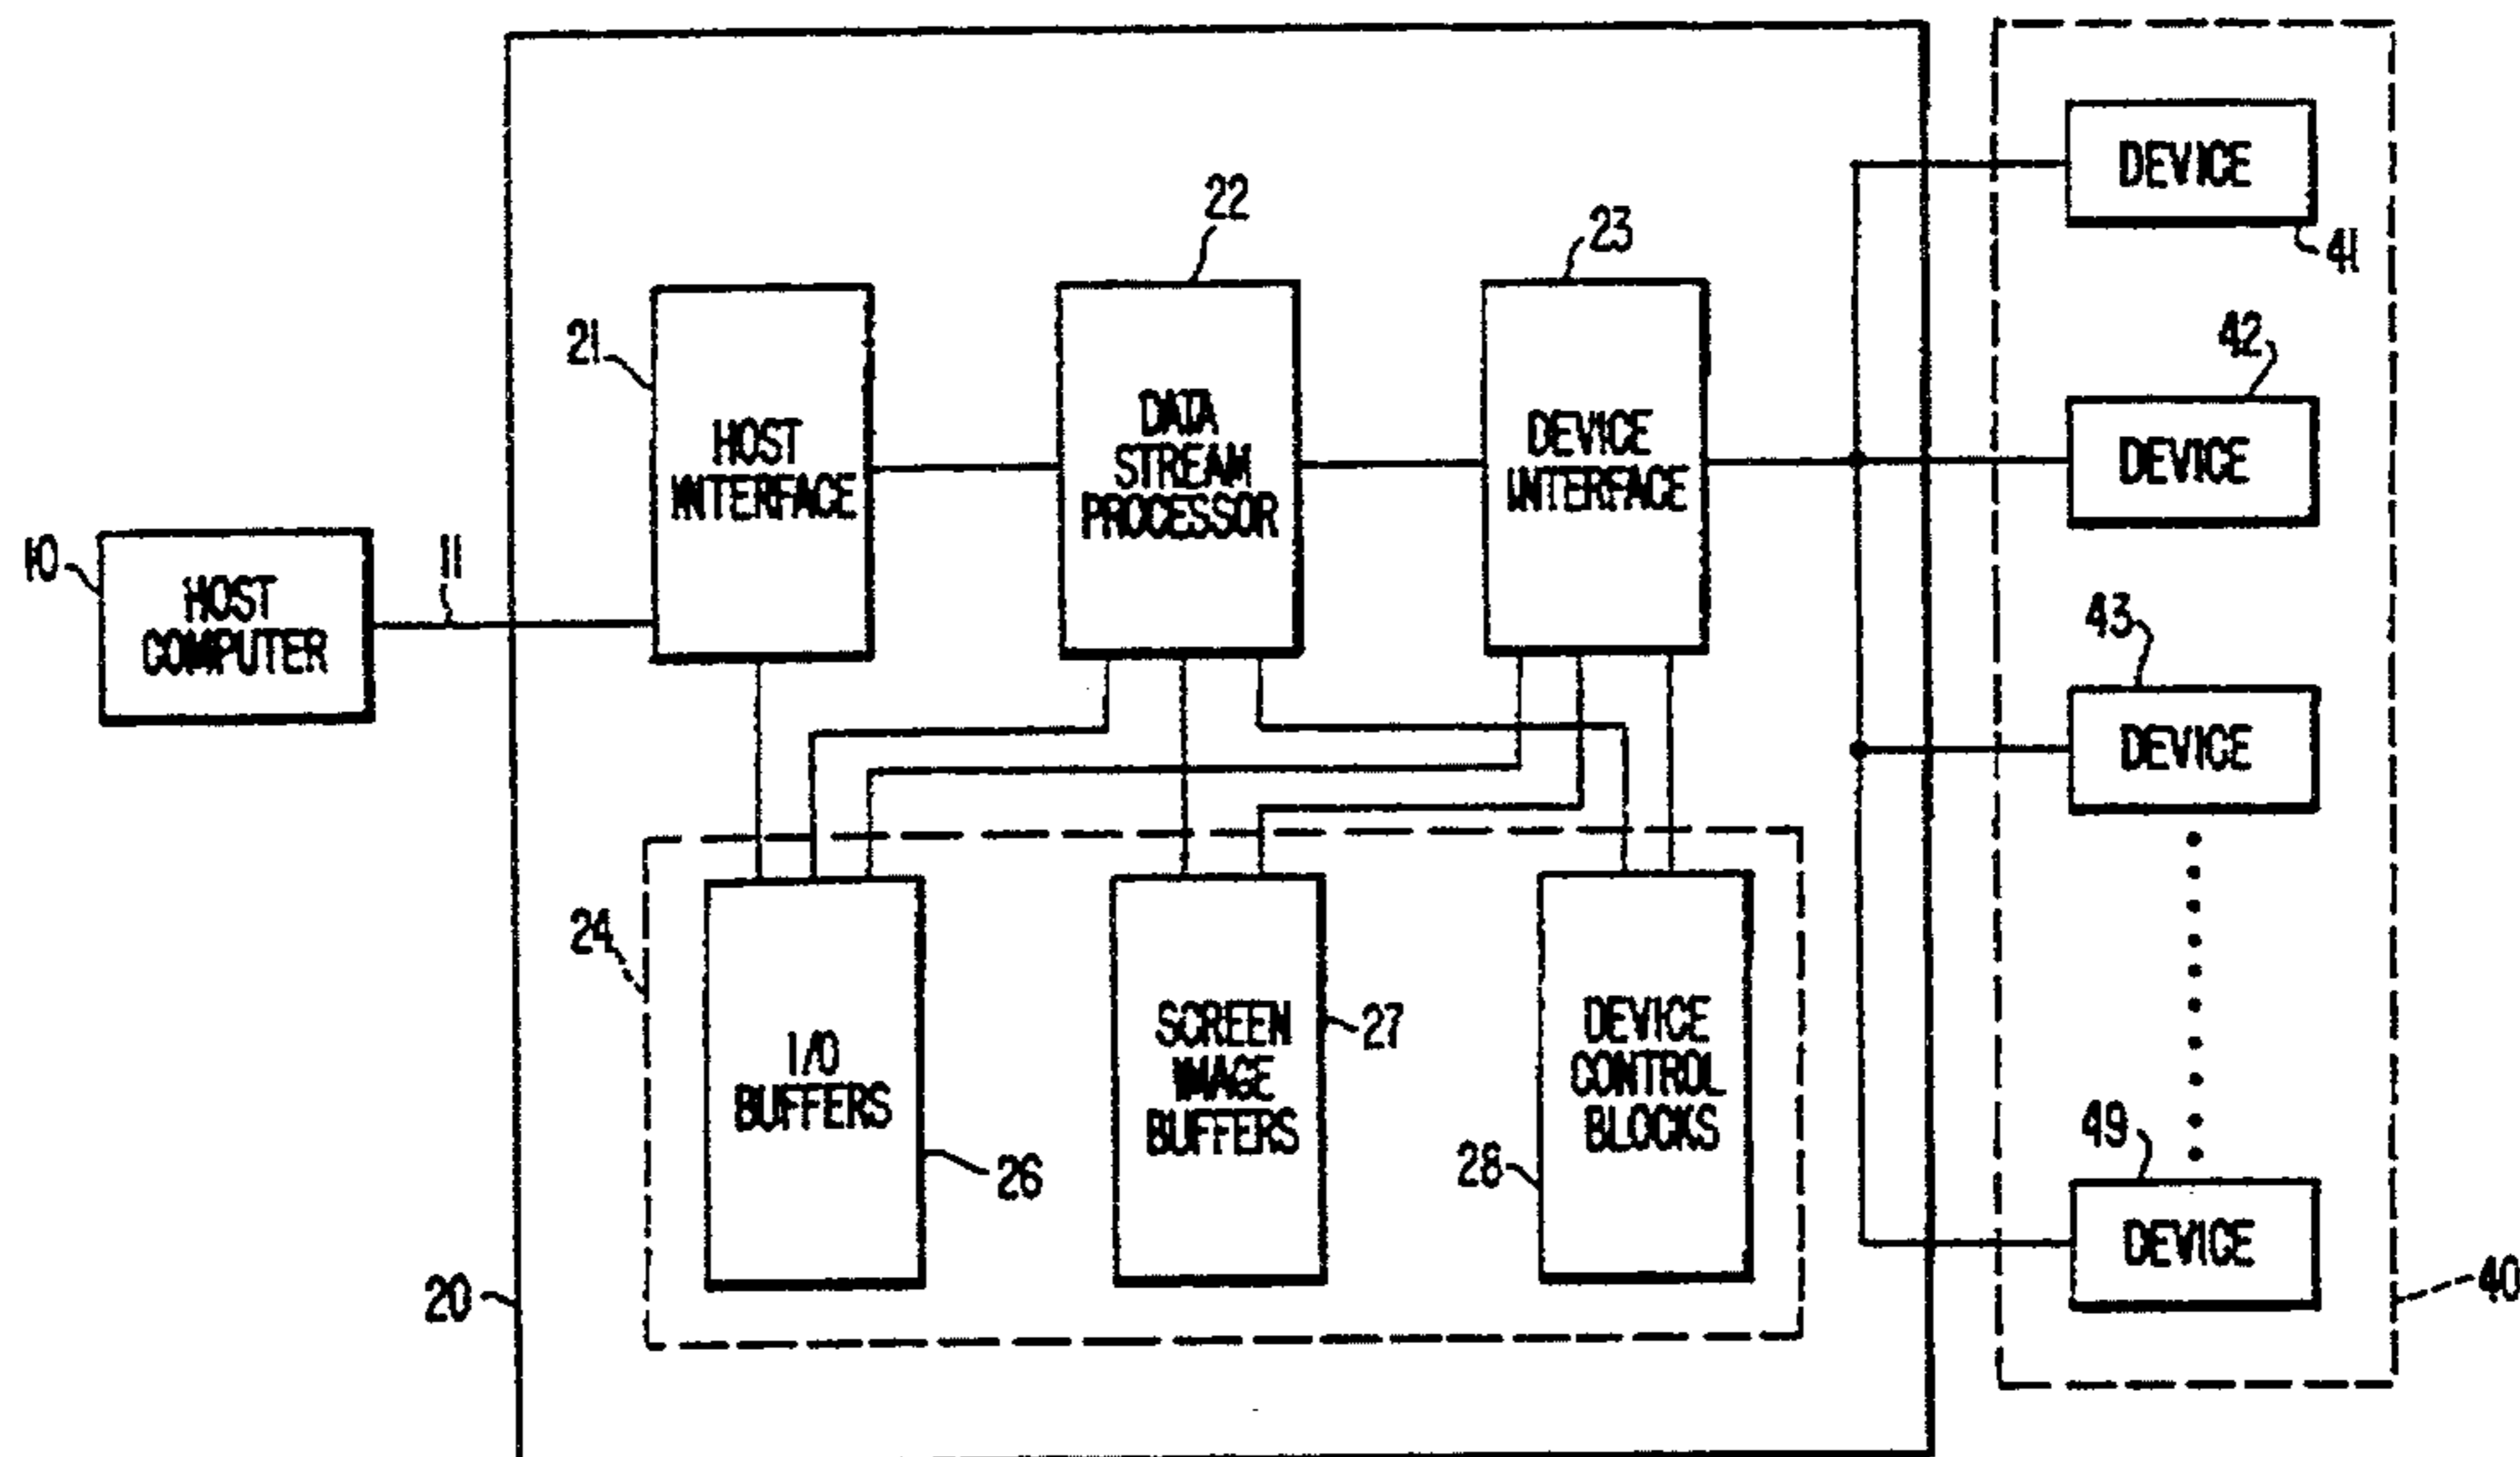 10
HOST
COMPUTER
11
20
21
HOST
INTERFACE
22
DATA
STREAM
PROCESSOR
23
DEVICE
INTERFACE
24
I/O
BUFFERS
26
SCREEN
IMAGE
BUFFERS
27
DEVICE
CONTROL
BLOCKS
28
DEVICE
41
42
DEVICE
43
DEVICE
49
DEVICE
40